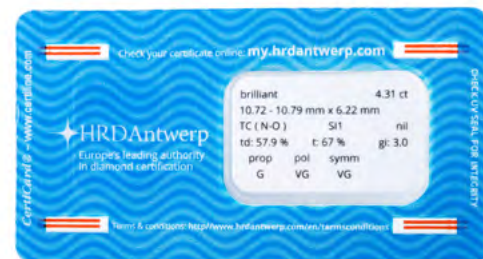 Check your certificate online: my.hrdantwerp.com
CertiCard® - www.certiline.com
HRDAntwerp
Europe's leading authority
in diamond certification
brilliant 4.31 ct
10.72 - 10.79 mm x 6.22 mm
TC ( N-O ) SI1 nil
td: 57.9 % t: 67 % gi: 3.0
prop pol symm
G VG VG
CHECK UV SEAL FOR INTEGRITY
Terms & conditions: http//www.hrdantwerp.com/en/termsconditions